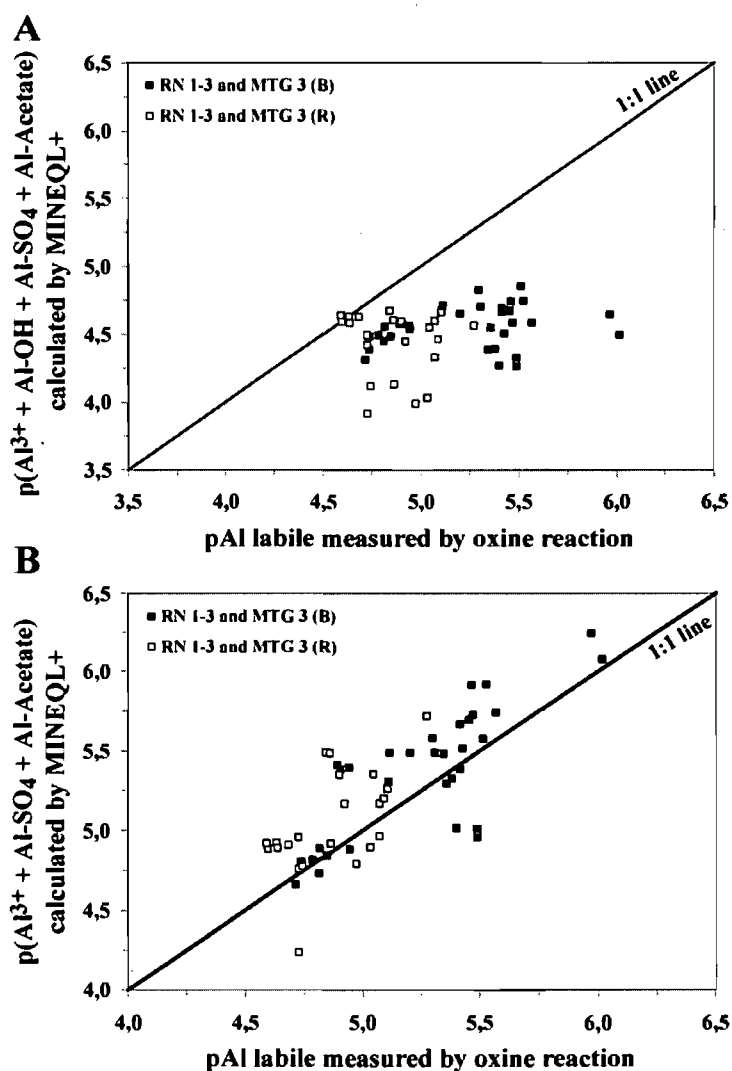 A
p(Al3+ + Al-OH + Al-SO4 + Al-Acetate)
calculated by MINEQL+
6,5
6,0
5,5
5,0
4,5
4,0
3,5
RN 1-3 and MTG 3 (B)
RN 1-3 and MTG 3 (R)
1:1 line
3,5 4,0 4,5 5,0 5,5 6,0 6,5
pAl labile measured by oxine reaction
B
p(Al3+ + Al-SO4 + Al-Acetate)
calculated by MINEQL+
6,5
6,0
5,5
5,0
4,5
4,0
RN 1-3 and MTG 3 (B)
RN 1-3 and MTG 3 (R)
1:1 line
4,0 4,5 5,0 5,5 6,0 6,5
pAl labile measured by oxine reaction